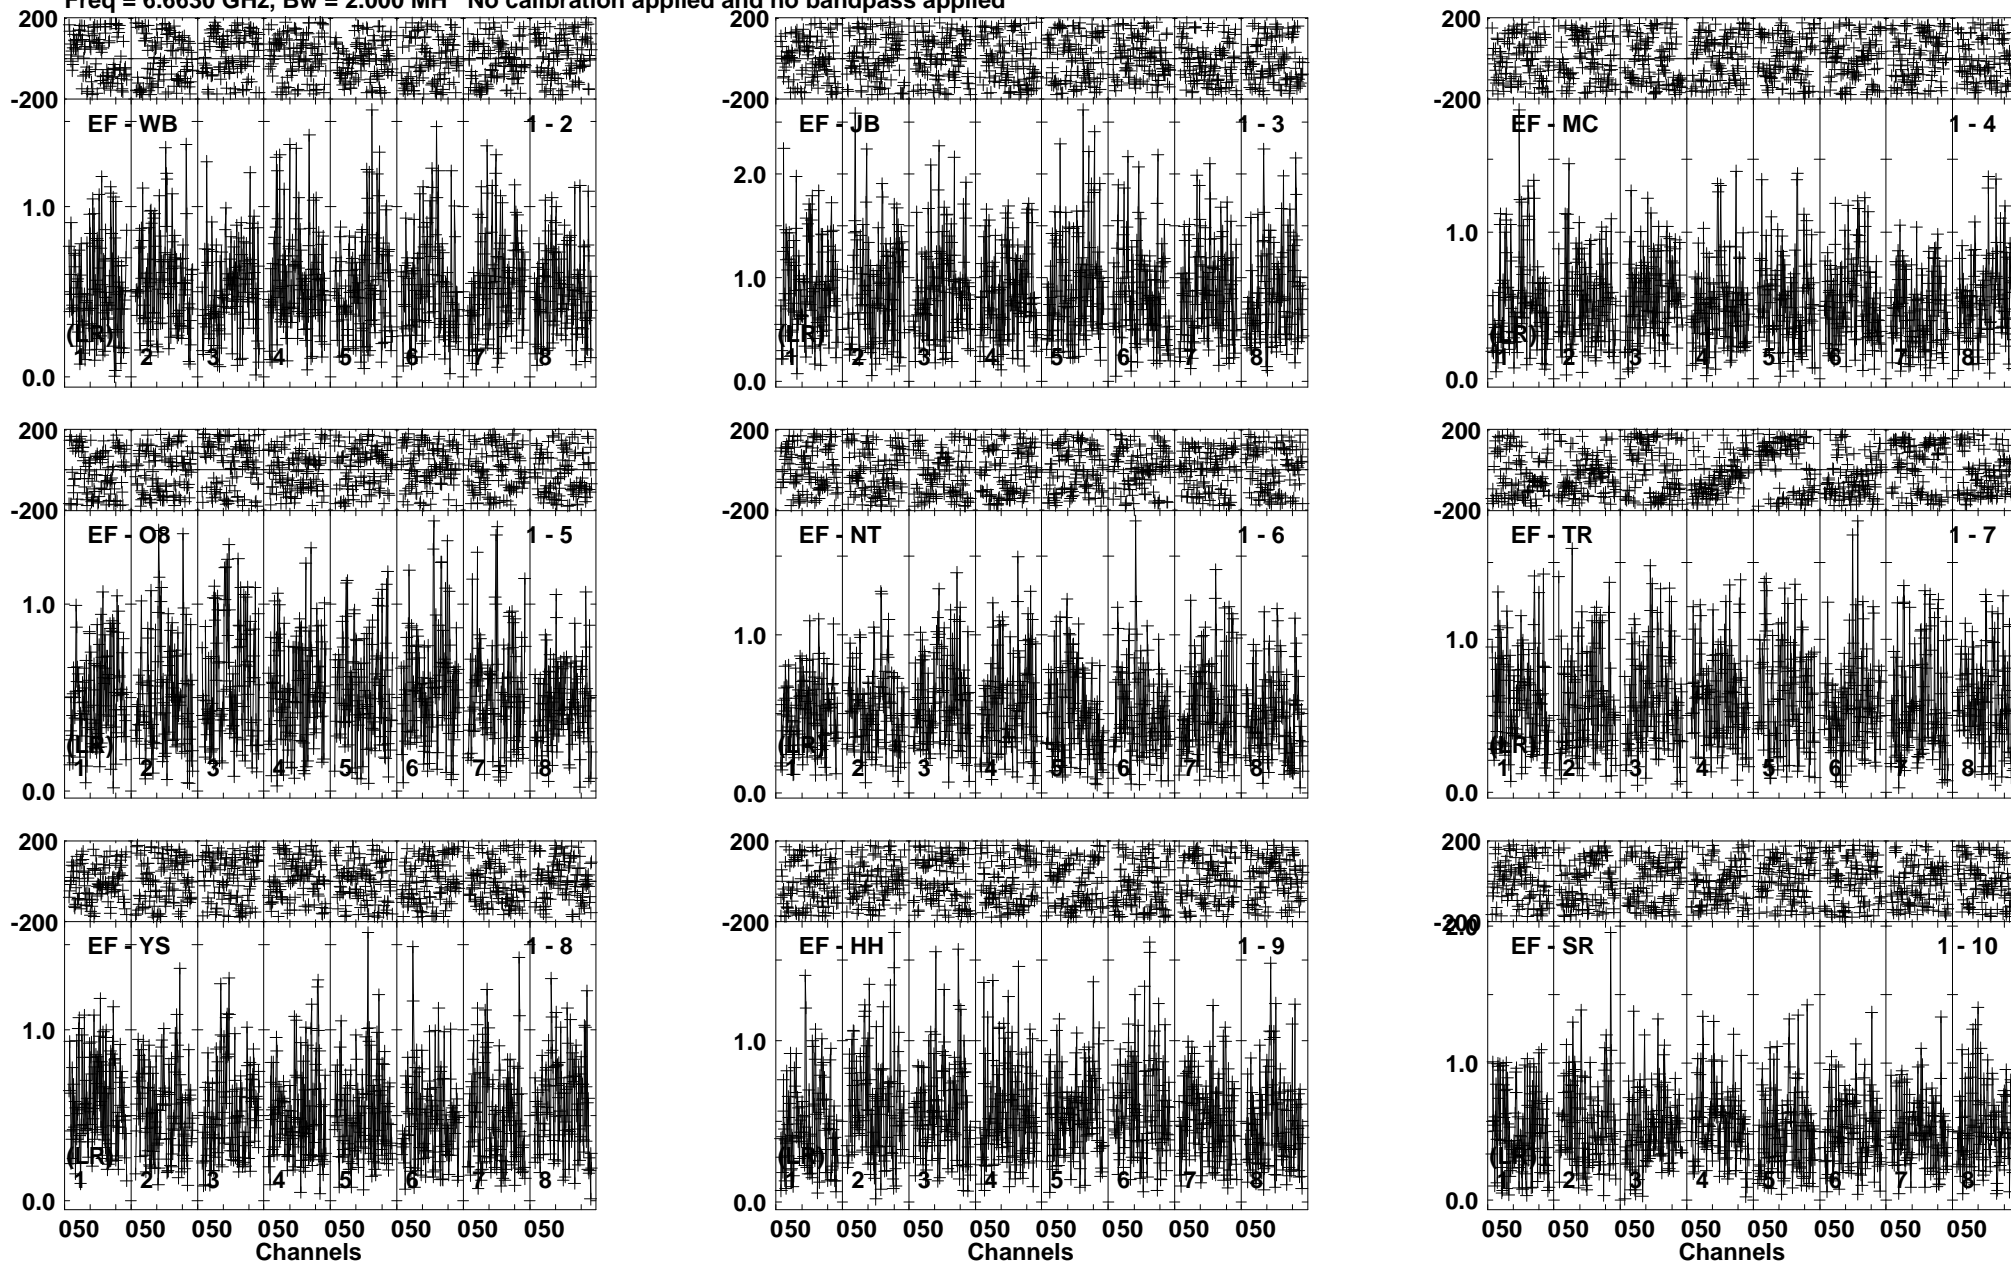 Freq = 6.6630 GHz, Bw = 2.000 MH No calibration applied and no bandpass applied
200 200 200
-200 -200 -200
EF - WB 1 - 2 EF - JB 1 - 3 EF - MC 1 - 4
2.0
1.0 1.0 1.0
(LR) (LR) (LR)
1 2 3 4 5 6 7 8 1 2 3 4 5 6 7 8 1 2 3 4 5 6 7 8
0.0 0.0 0.0
200 200 200
-200 -200 -200
EF - O8 1 - 5 EF - NT 1 - 6 EF - TR 1 - 7
1.0 1.0 1.0
(LR) (LR) (LR)
1 2 3 4 5 6 7 8 1 2 3 4 5 6 7 8 1 2 3 4 5 6 7 8
0.0 0.0 0.0
200 200 200
-200 -200 -200
2.0
EF - YS 1 - 8 EF - HH 1 - 9 EF - SR 1 - 10
1.0 1.0 1.0
(LR) (LR) (LR)
1 2 3 4 5 6 7 8 1 2 3 4 5 6 7 8 1 2 3 4 5 6 7 8
0.0 0.0 0.0
050 050 050 050 050 050 050 050 050 050 050 050 050 050 050 050 050 050 050 050 050 050 050 050
Channels Channels Channels